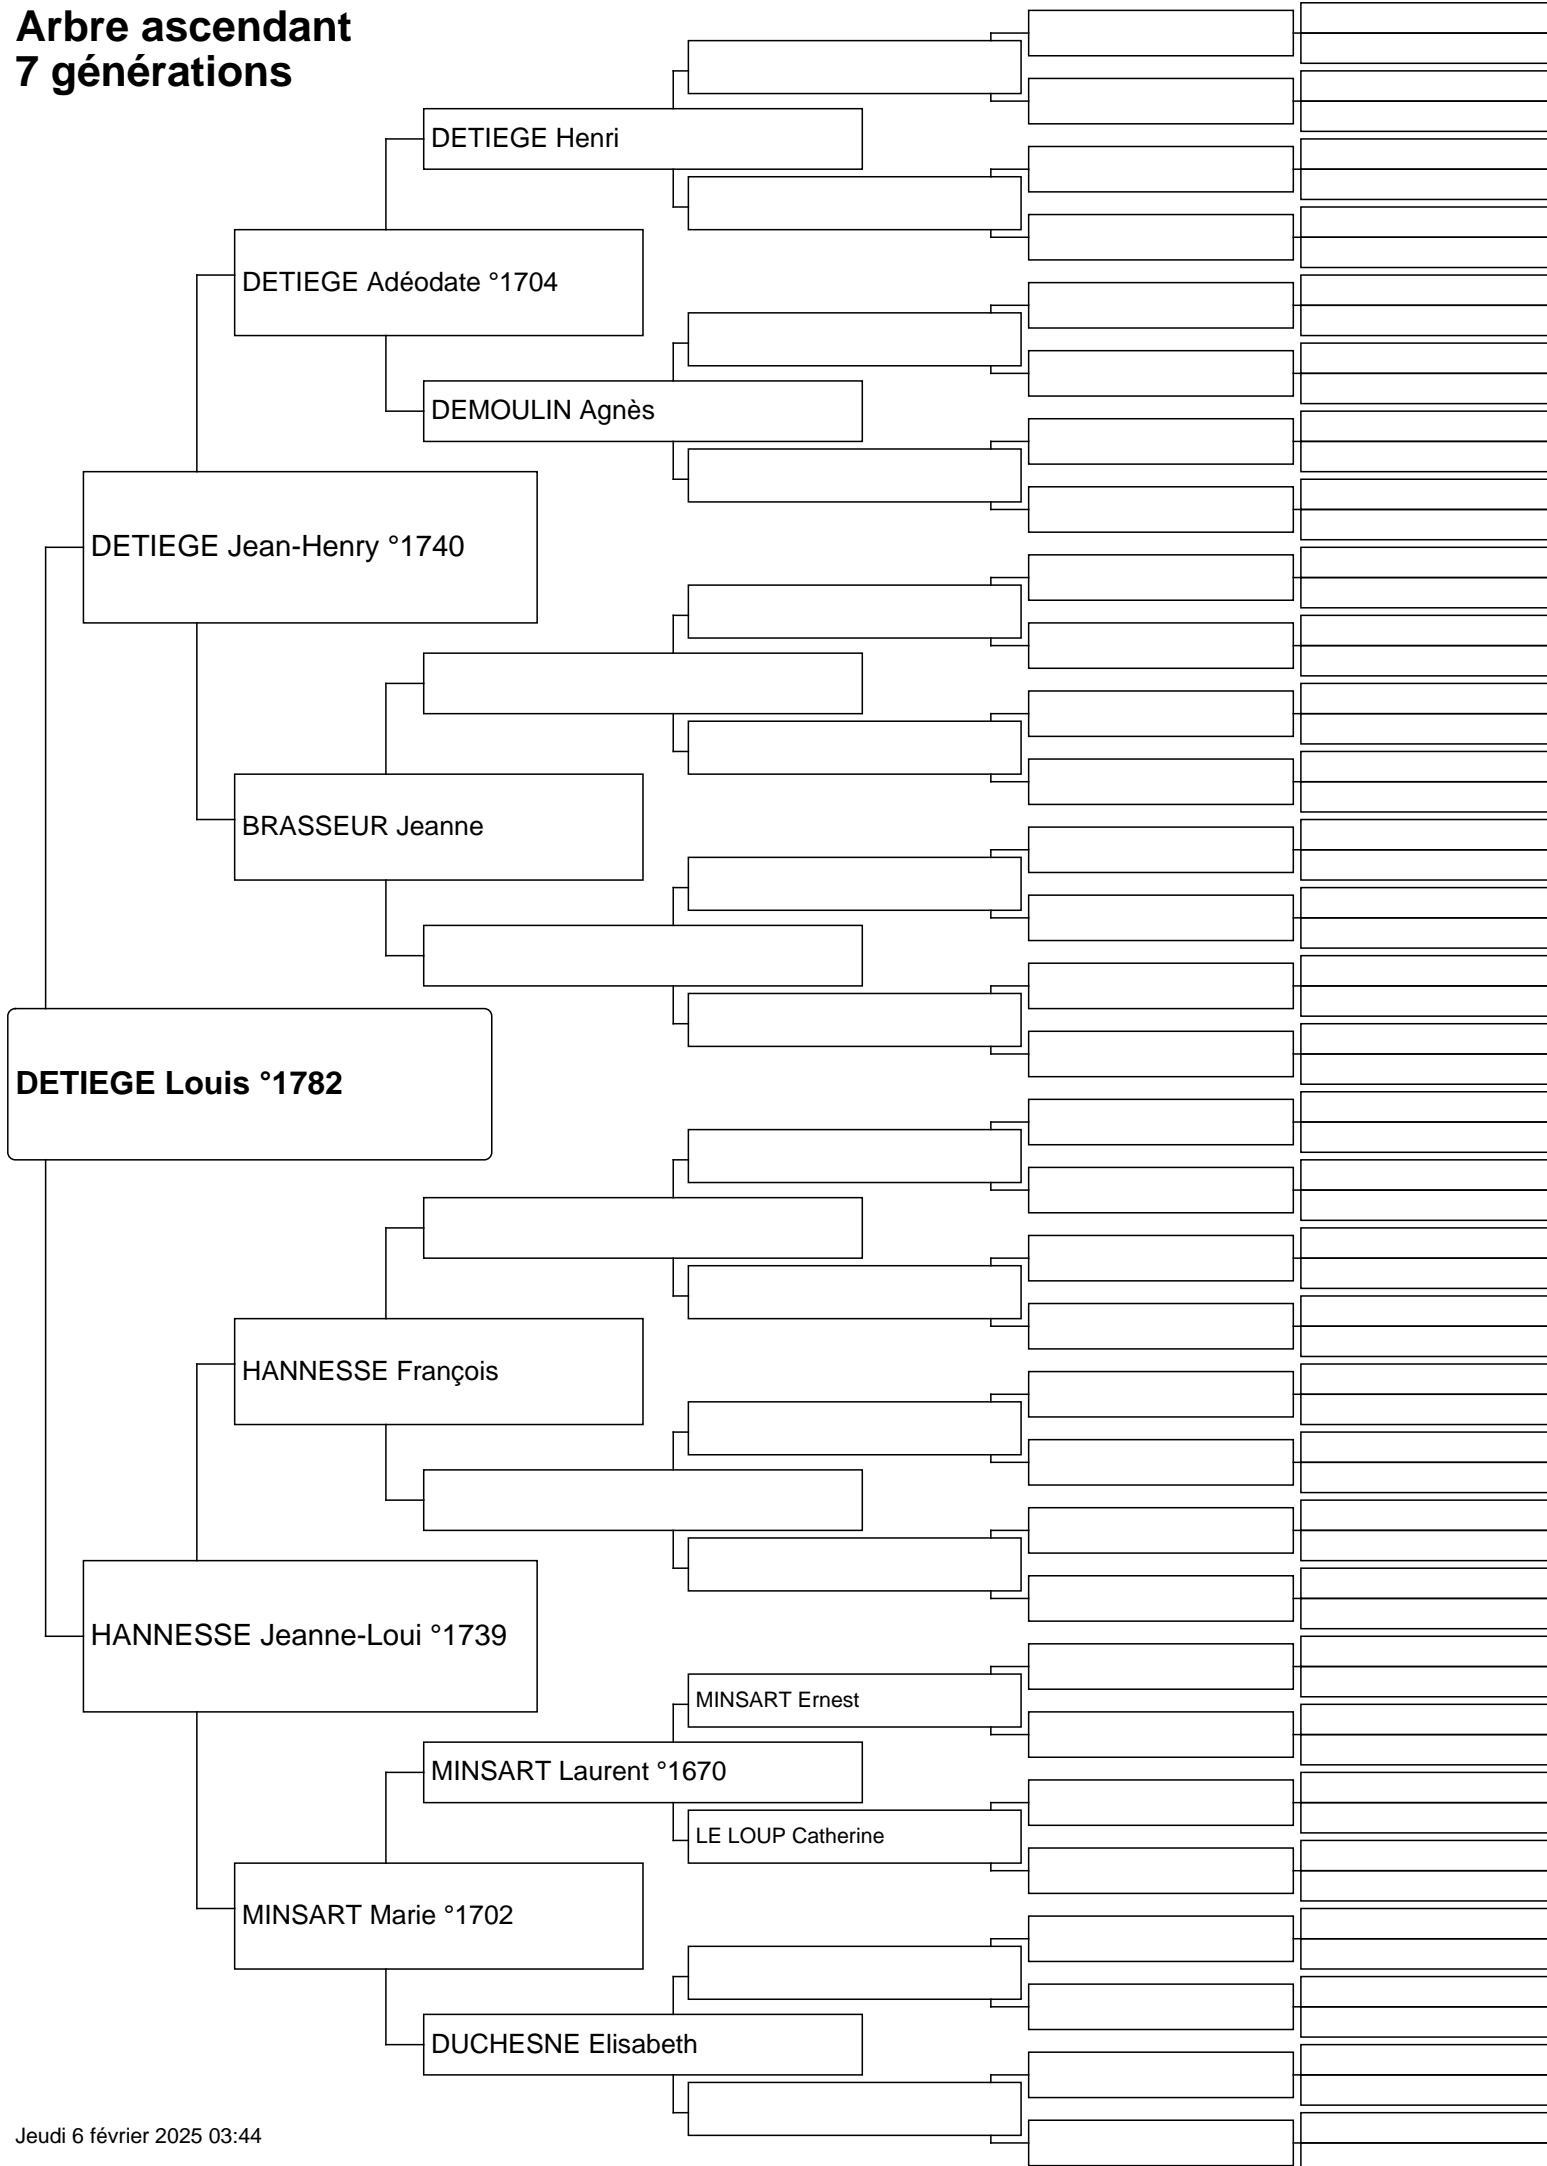 Arbre ascendant
7 générations
DETIEGE Henri
DETIEGE Adéodate °1704
DEMOULIN Agnès
DETIEGE Jean-Henry °1740
BRASSEUR Jeanne
DETIEGE Louis °1782
HANNESSE François
HANNESSE Jeanne-Loui °1739
MINSART Ernest
MINSART Laurent °1670
LE LOUP Catherine
MINSART Marie °1702
DUCHESNE Elisabeth
Jeudi 6 février 2025 03:44